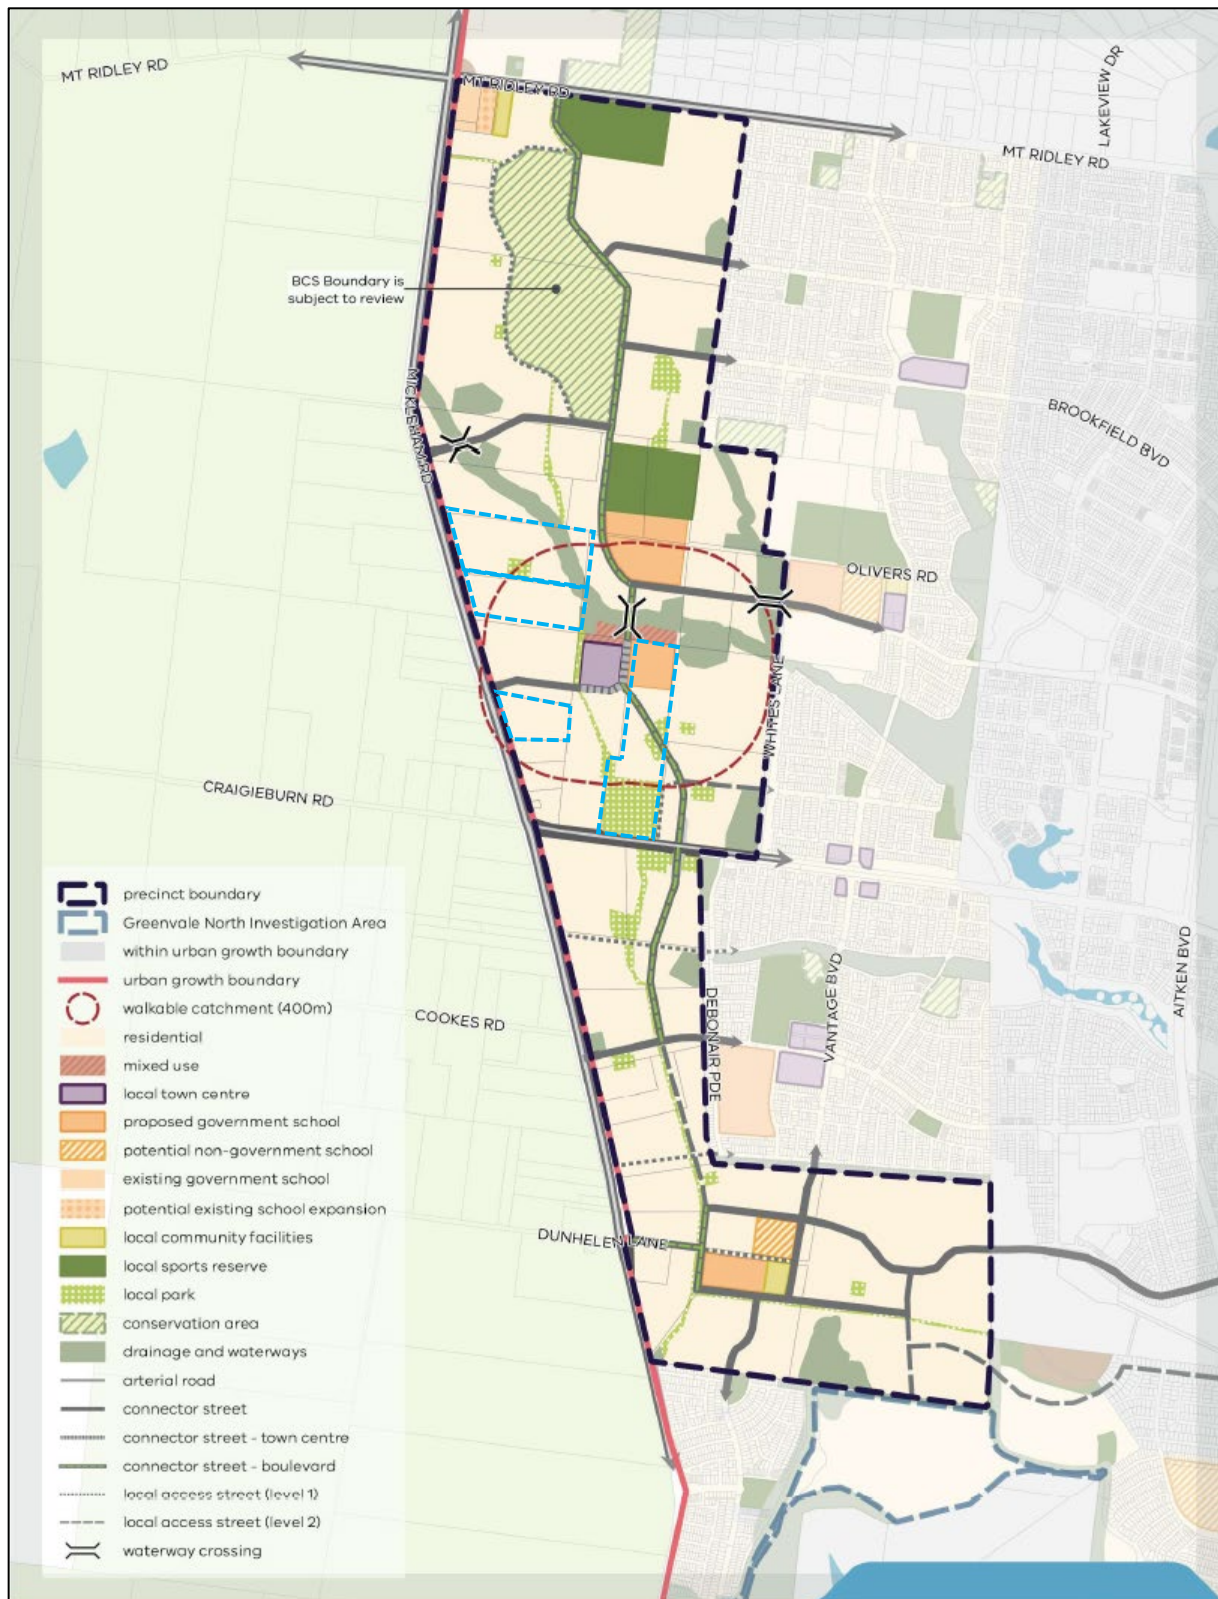 MT RIDLEY RD
MT RIDLEY RD
LAKEVIEW DR
MT RIDLEY RD
BCS Boundary is
subject to review
MICKLEHAM RD
BROOKFIELD BVD
OLIVERS RD
WHITES LANE
CRAIGIEBURN RD
COOKES RD
DEBONAIR PDE
VANTAGE BVD
AITKEN BVD
DUNHELEN LANE
precinct boundary
Greenvale North Investigation Area
within urban growth boundary
urban growth boundary
walkable catchment (400m)
residential
mixed use
local town centre
proposed government school
potential non-government school
existing government school
potential existing school expansion
local community facilities
local sports reserve
local park
conservation area
drainage and waterways
arterial road
connector street
connector street - town centre
connector street - boulevard
local access street (level 1)
local access street (level 2)
waterway crossing